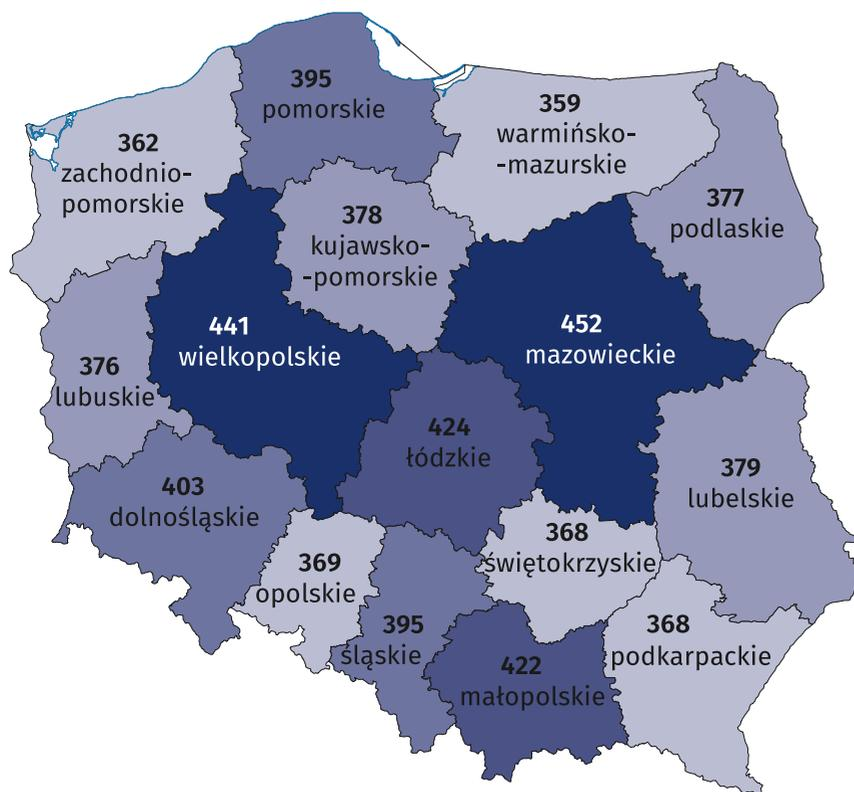 395
pomorskie
359
warmińsko-
-mazurskie
362
zachodnio-
pomorskie
377
podlaskie
378
kujawsko-
-pomorskie
441
wielkopolskie
452
mazowieckie
376
lubuskie
424
łódzkie
403
dolnośląskie
379
lubelskie
368
świętokrzyskie
369
opolskie
395
śląskie
368
podkarpackie
422
małopolskie